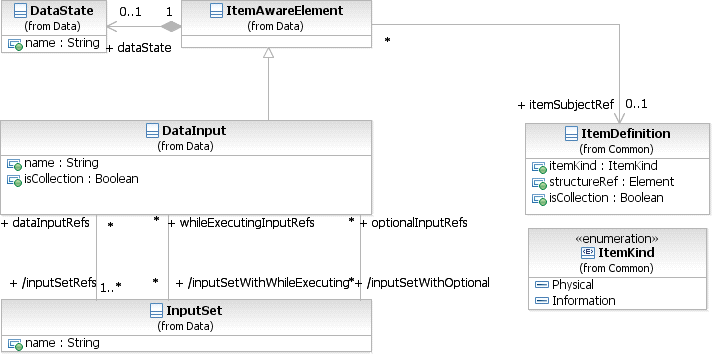 DataState
(from Data)
name : String
0..1
1
+ dataState
ItemAwareElement
(from Data)
*
+ itemSubjectRef
0..1
ItemDefinition
(from Common)
itemKind : ItemKind
structureRef : Element
isCollection : Boolean
DataInput
(from Data)
name : String
isCollection : Boolean
+ dataInputRefs
*
*
+ whileExecutingInputRefs
*
+ optionalInputRefs
+ /inputSetRefs
1..*
*
+ /inputSetWithWhileExecuting
*
+ /inputSetWithOptional
InputSet
(from Data)
name : String
«enumeration»
ItemKind
(from Common)
Physical
Information